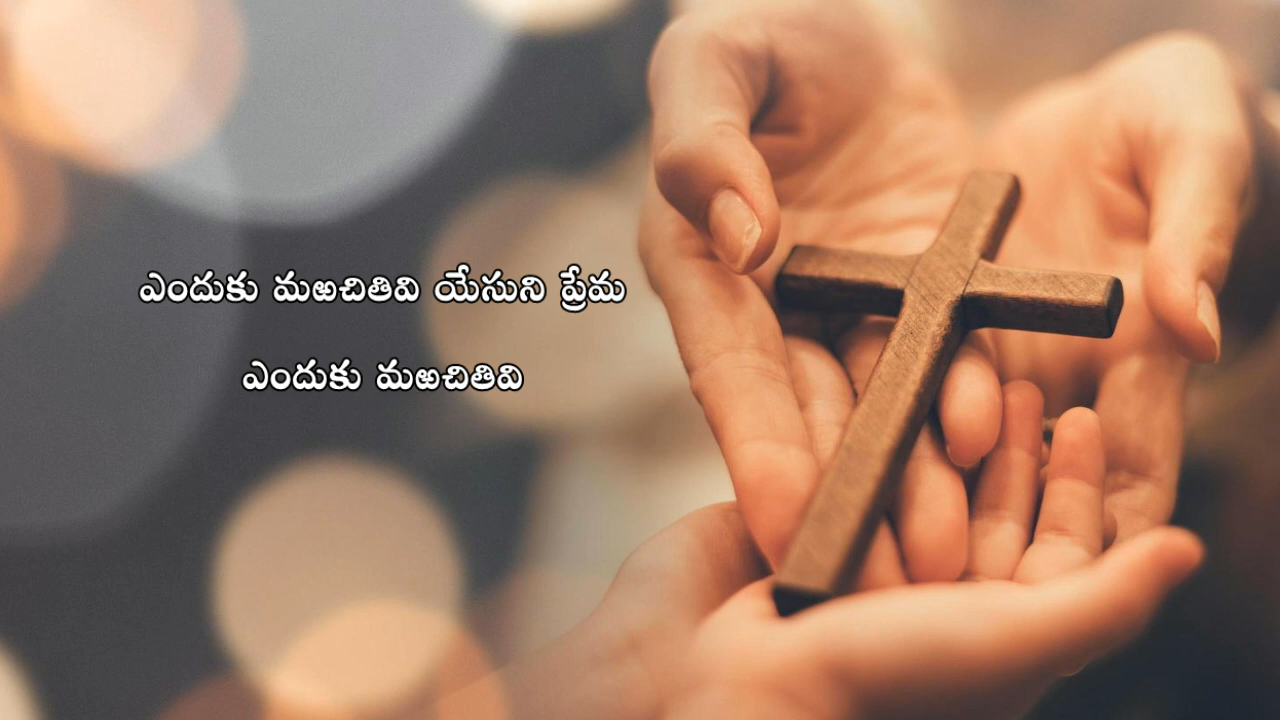 ఎందుకు మఱచితివి యేసుని ప్రేమ
ఎందుకు మఱచితివి